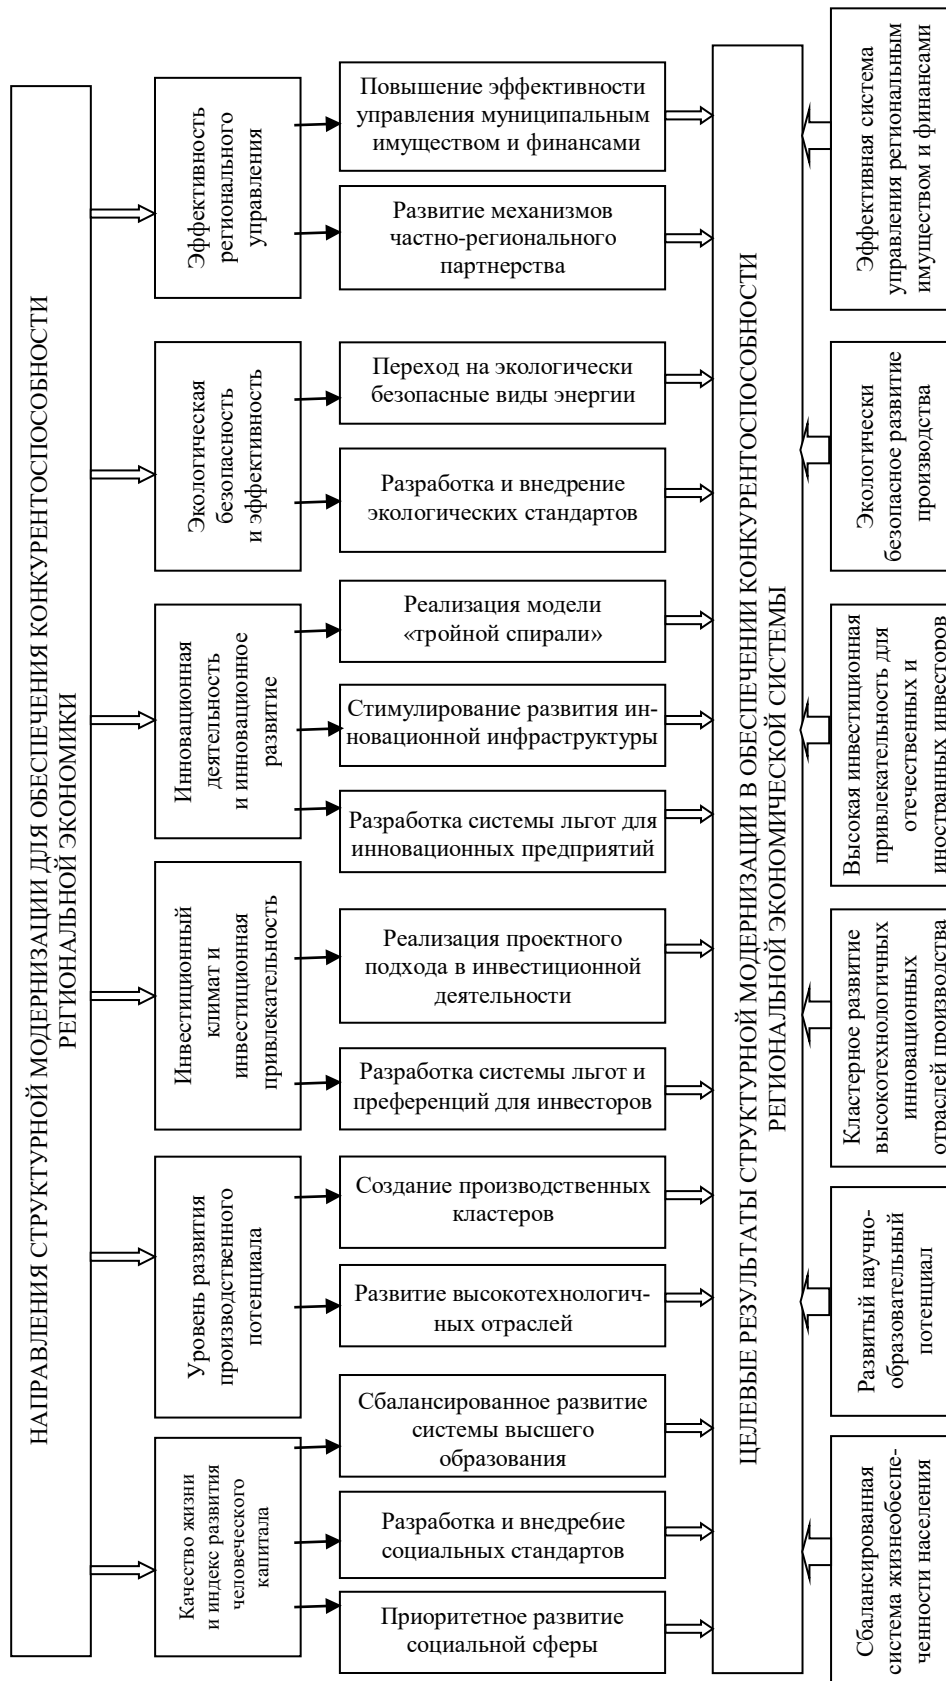 НАПРАВЛЕНИЯ СТРУКТУРНОЙ МОДЕРНИЗАЦИИ ДЛЯ ОБЕСПЕЧЕНИЯ КОНКУРЕНТОСПОСОБНОСТИ
РЕГИОНАЛЬНОЙ ЭКОНОМИКИ
Эффективность
регионального
управления
Экологическая
безопасность
и эффективность
Инновационная
деятельность
и инновационное
развитие
Инвестиционный
климат и
инвестиционная
привлекательность
Уровень развития
производственного
потенциала
Качество жизни
и индекс развития
человеческого
капитала
Повышение эффективности
управления муниципальным
имуществом и финансами
Развитие механизмов
частно-регионального
партнерства
Переход на экологически
безопасные виды энергии
Разработка и внедрение
экологических стандартов
Реализация модели
«тройной спирали»
Стимулирование развития ин-
новационной инфраструктуры
Разработка системы льгот для
инновационных предприятий
Реализация проектного
подхода в инвестиционной
деятельности
Разработка системы льгот и
преференций для инвесторов
Создание производственных
кластеров
Развитие высокотехнологич-
ных отраслей
Сбалансированное развитие
системы высшего
образования
Разработка и внедре6ие
социальных стандартов
Приоритетное развитие
социальной сферы
ЦЕЛЕВЫЕ РЕЗУЛЬТАТЫ СТРУКТУРНОЙ МОДЕРНИЗАЦИИ В ОБЕСПЕЧЕНИИ КОНКУРЕНТОСПОСОБНОСТИ
РЕГИОНАЛЬНОЙ ЭКОНОМИЧЕСКОЙ СИСТЕМЫ
Эффективная система
управления региональным
имуществом и финансами
Экологически
безопасное развитие
производства
Высокая инвестиционная
привлекательность для
отечественных и
иностранных инвесторов
Кластерное развитие
высокотехнологичных
инновационных
отраслей производства
Развитый научно-
образовательный
потенциал
Сбалансированная
система жизнеобеспе-
ченности населения